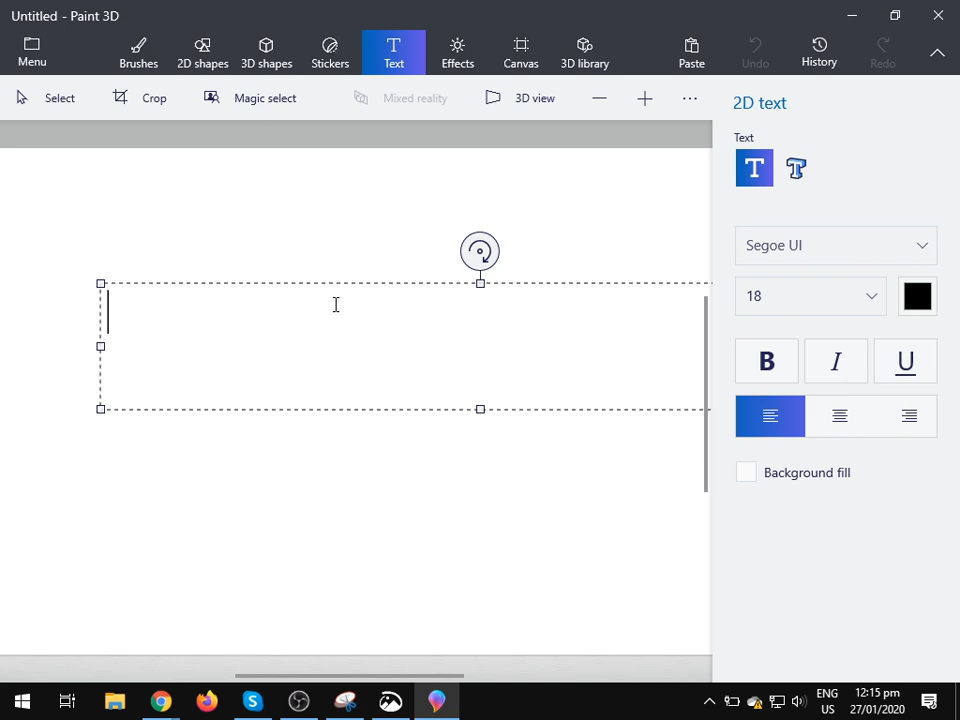 Untitled - Paint 3D
Menu
Brushes
2D shapes
3D shapes
Stickers
Text
Effects
Canvas
3D library
Paste
Undo
History
Redo
Select
Crop
Magic select
Mixed reality
3D view
2D text
Text
Segoe UI
18
B
I
U
Background fill
ENG
US
12:15 pm
27/01/2020